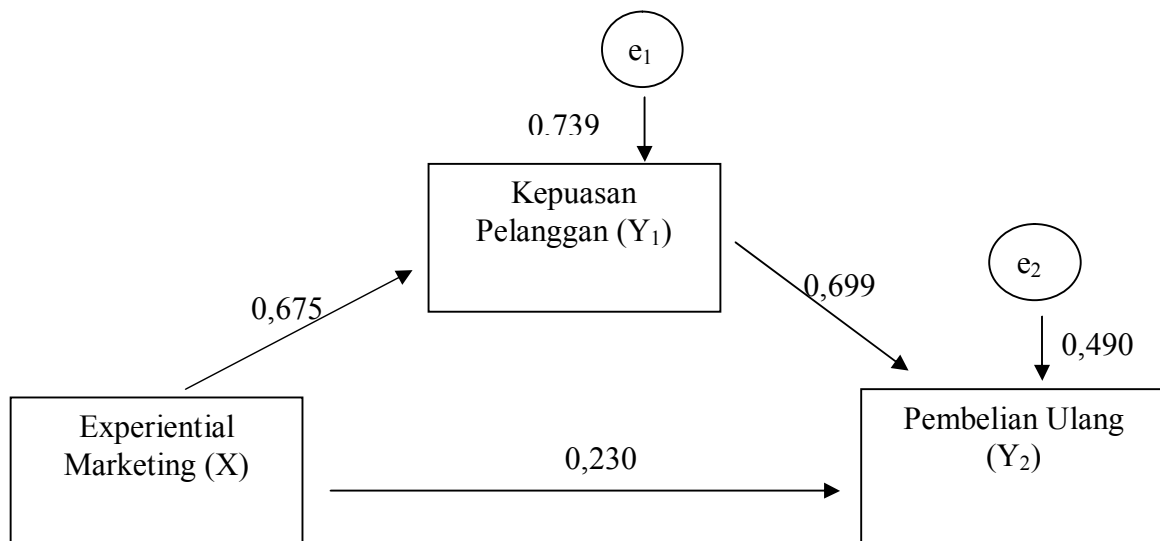 e₁
0,739
Kepuasan
Pelanggan (Y₁)
e₂
0,675
0,699
0,490
Experiential
Marketing (X)
Pembelian Ulang
(Y₂)
0,230